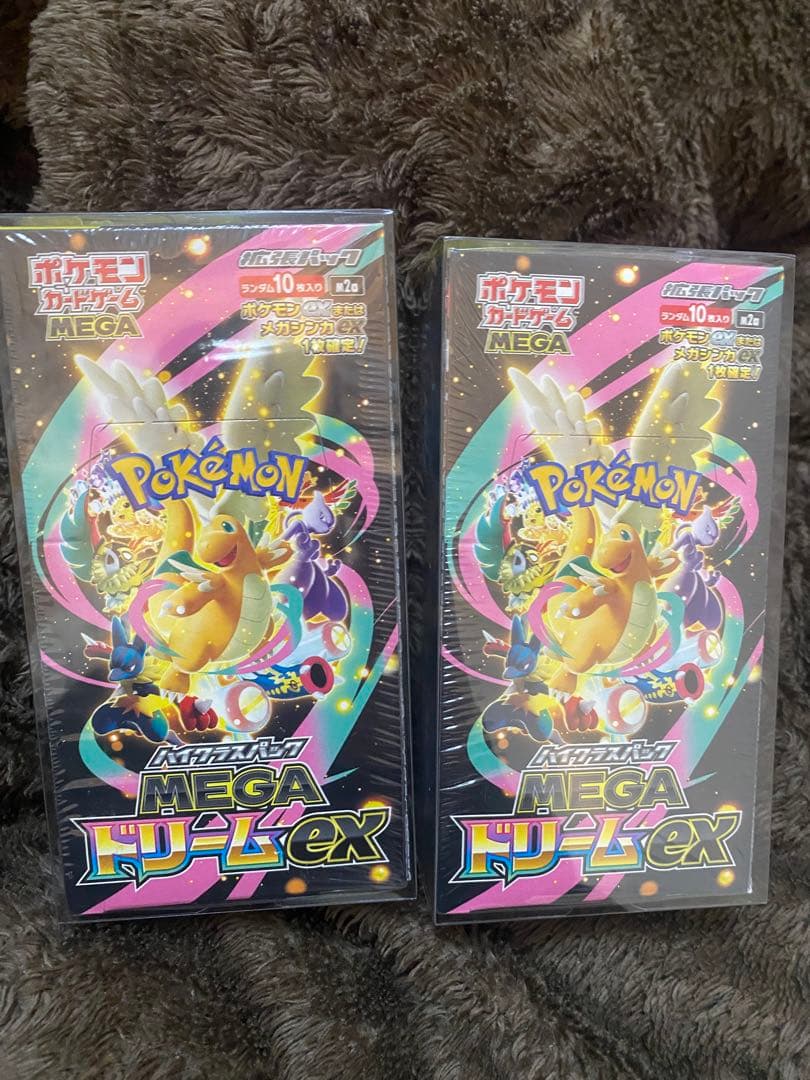 ポケモン
カードゲーム
MEGA
拡張パック
ランダム10枚入り
ポケモンexまたは
メガシンカex
1枚確定!
POKÉMON
ハイクラスパック
MEGA
ドリームex
ポケモン
カードゲーム
MEGA
拡張パック
ランダム10枚入り
ポケモンexまたは
メガシンカex
1枚確定!
POKÉMON
ハイクラスパック
MEGA
ドリームex